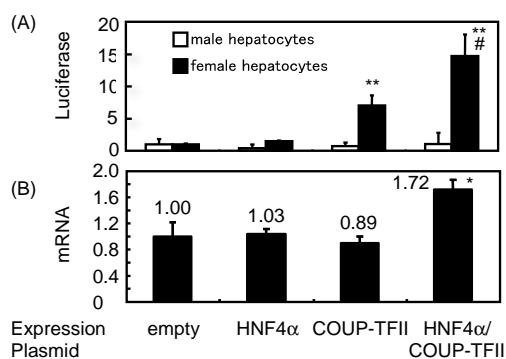 (A)
Luciferase
20
15
10
5
0
male hepatocytes
female hepatocytes
**
**
#
(B)
mRNA
2.0
1.6
1.2
0.8
0.4
0
1.00
1.03
0.89
1.72 *
Expression Plasmid
empty
HNF4α
COUP-TFII
HNF4α/
COUP-TFII